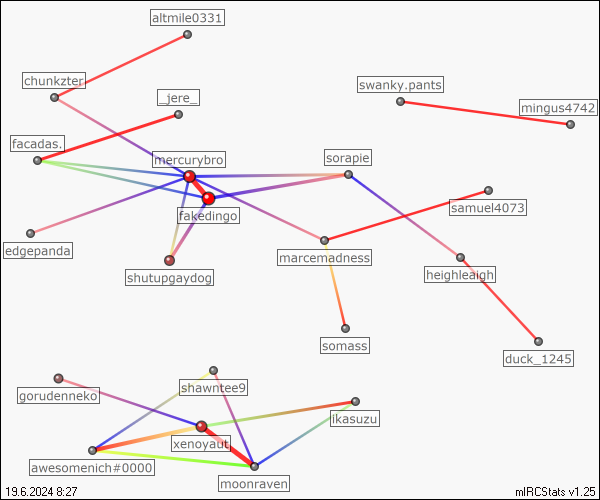 altmile0331
chunkzter
_jere_
swanky.pants
mingus4742
facadas.
mercurybro
sorapie
fakedingo
samuel4073
edgepanda
marcemadness
shutupgaydog
heighleaigh
somass
duck_1245
shawntee9
gorudenneko
ikasuzu
xenoyaut
awesomenich#0000
moonraven
19.6.2024 8:27
mIRCStats v1.25